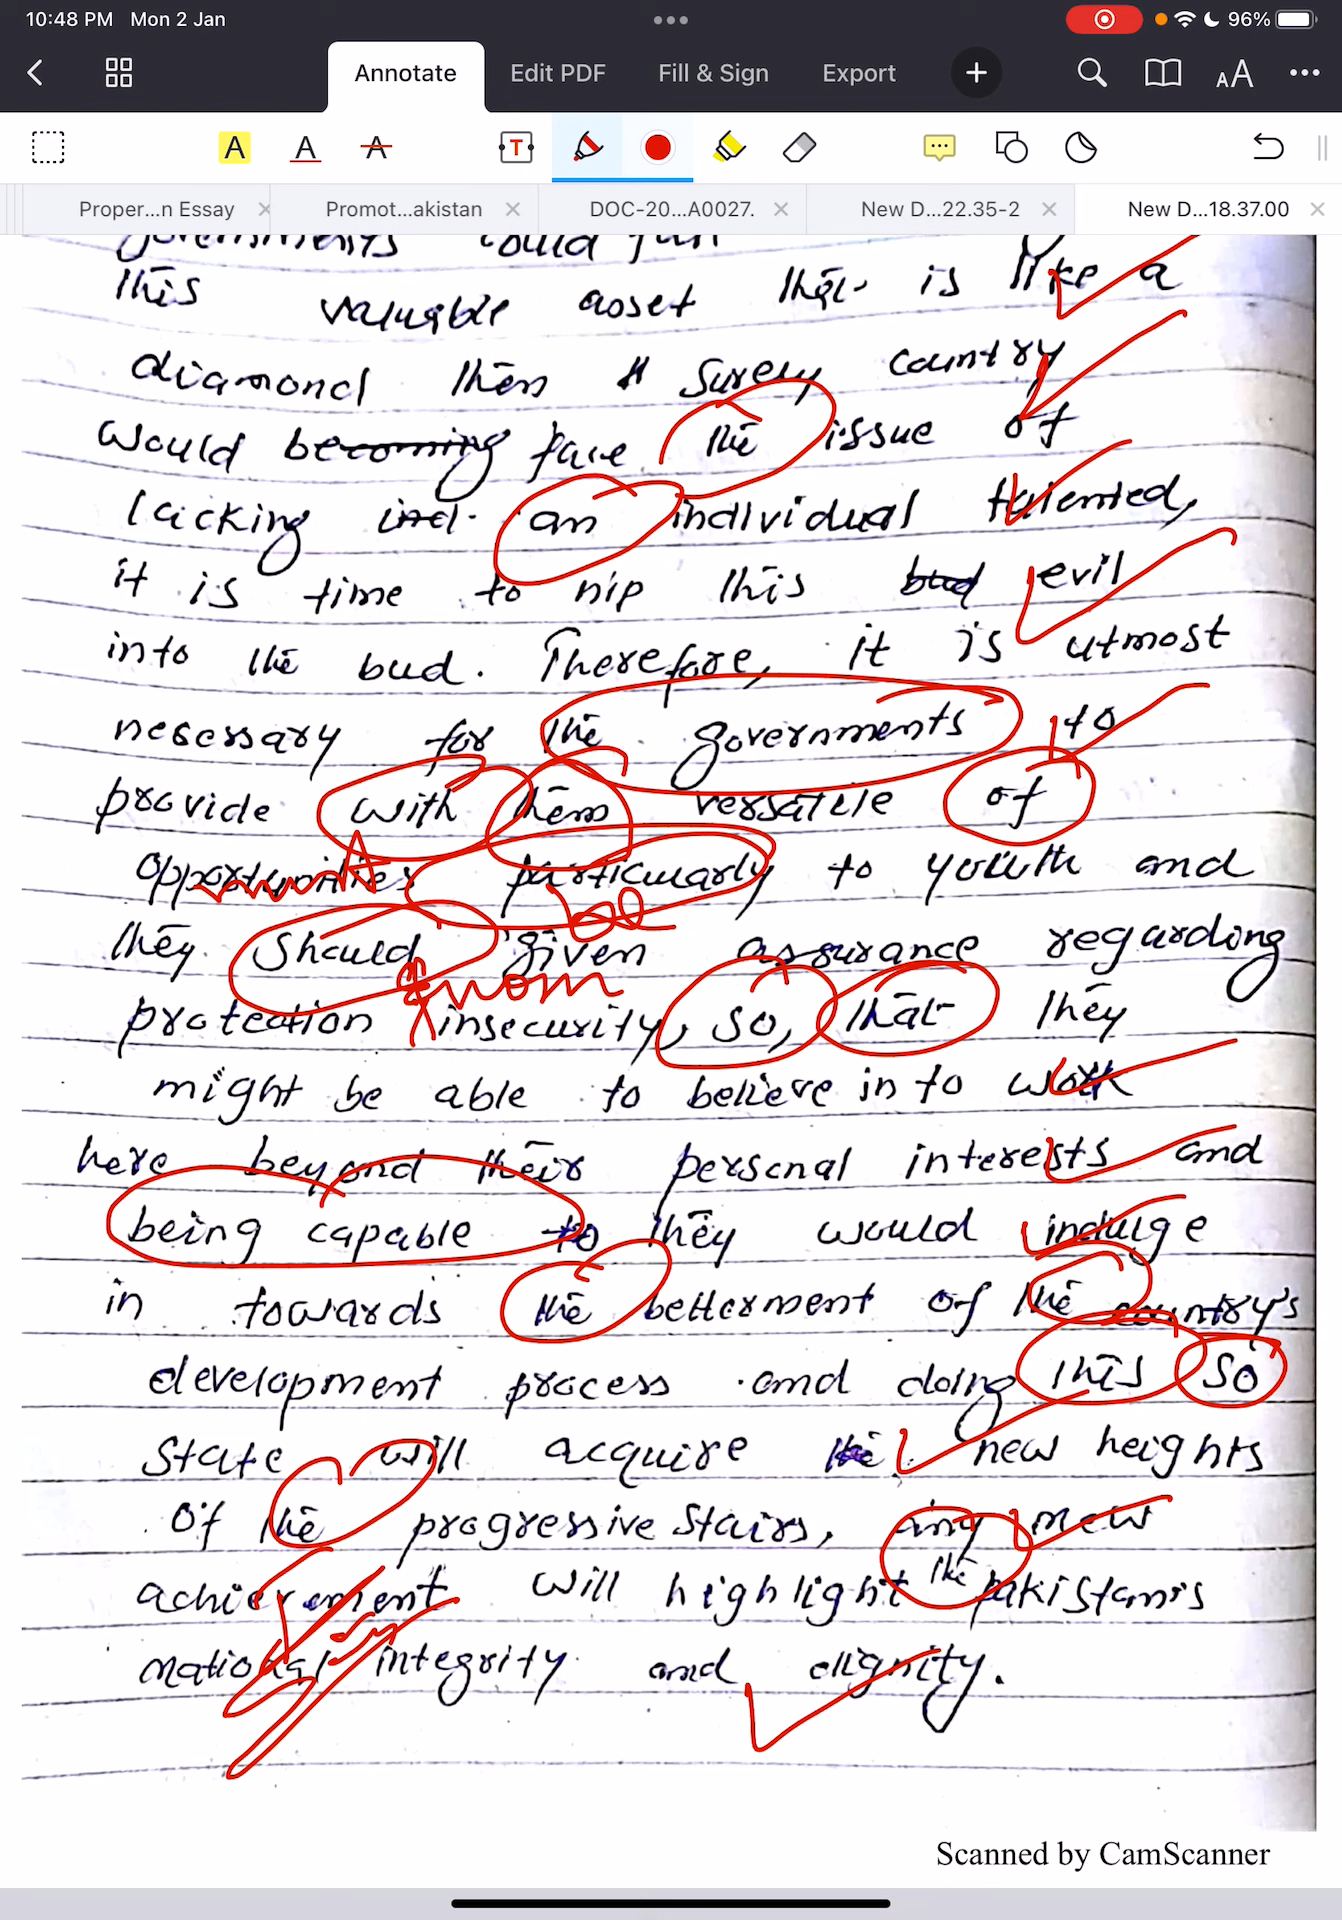 10:48 PM Mon 2 Jan
96%
Annotate Edit PDF Fill & Sign Export
Proper...n Essay Promot...akistan DOC-20...A0027. New D...22.35-2 New D...18.37.00
governments could
this valuable asset that is like a
diamond then surely country
would becoming face the issue of
lacking ind. an individual talented,
it is time to nip this bud evil
into the bud. Therefore, it is utmost
necessary for the governments to
provide with them versatile of
opportunities particularly to youth and
be
they should given assurance regarding
from
protection insecurity, so, that they
might be able to believe in to work
here beyond their personal interests and
being capable to they would indulge
in towards the betterment of the country's
development process and doing this so
State will acquire the new heights
of the progressive stairs, any new
achievement will highlight the pakistan's
national integrity and dignity.
Scanned by CamScanner